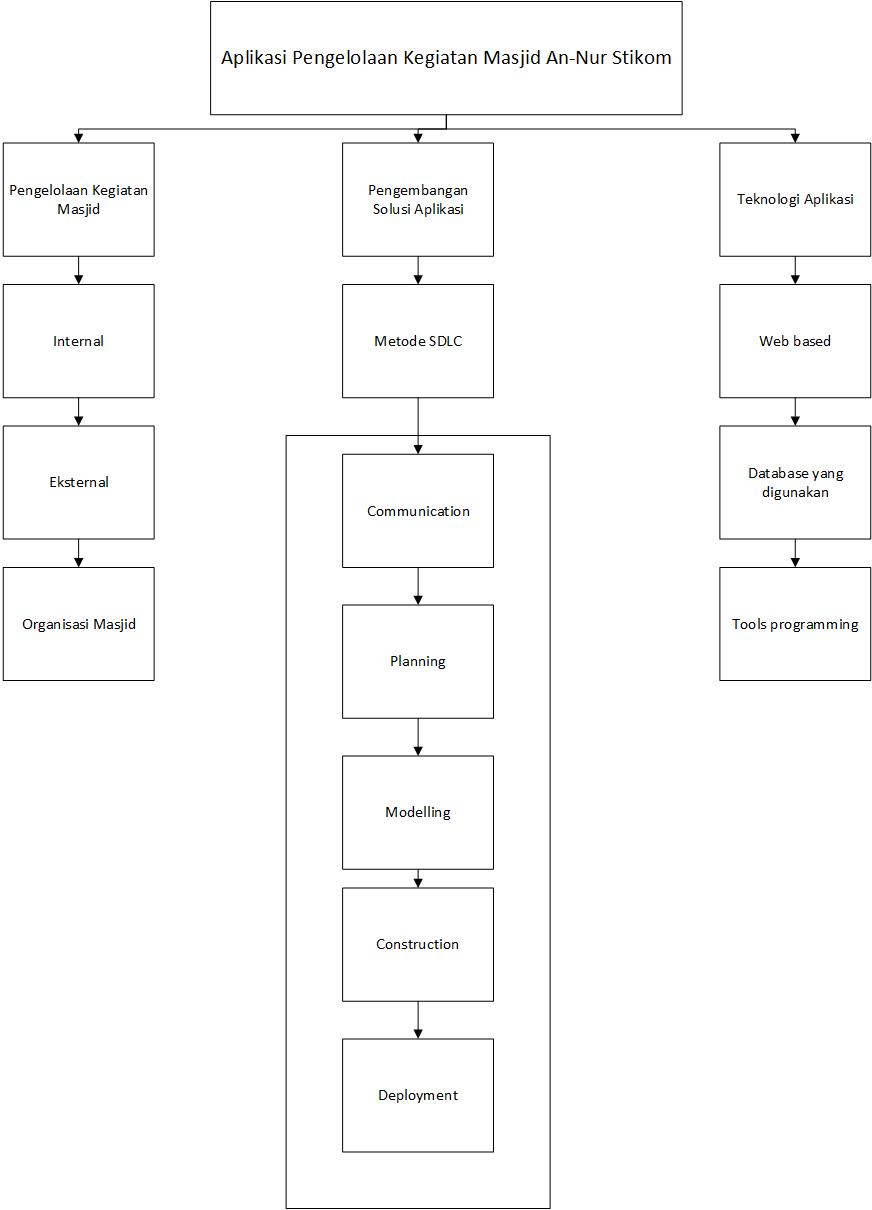 Aplikasi Pengelolaan Kegiatan Masjid An-Nur Stikom
Pengelolaan Kegiatan
Masjid
Internal
Eksternal
Organisasi Masjid
Pengembangan
Solusi Aplikasi
Metode SDLC
Communication
Planning
Modelling
Construction
Deployment
Teknologi Aplikasi
Web based
Database yang
digunakan
Tools programming